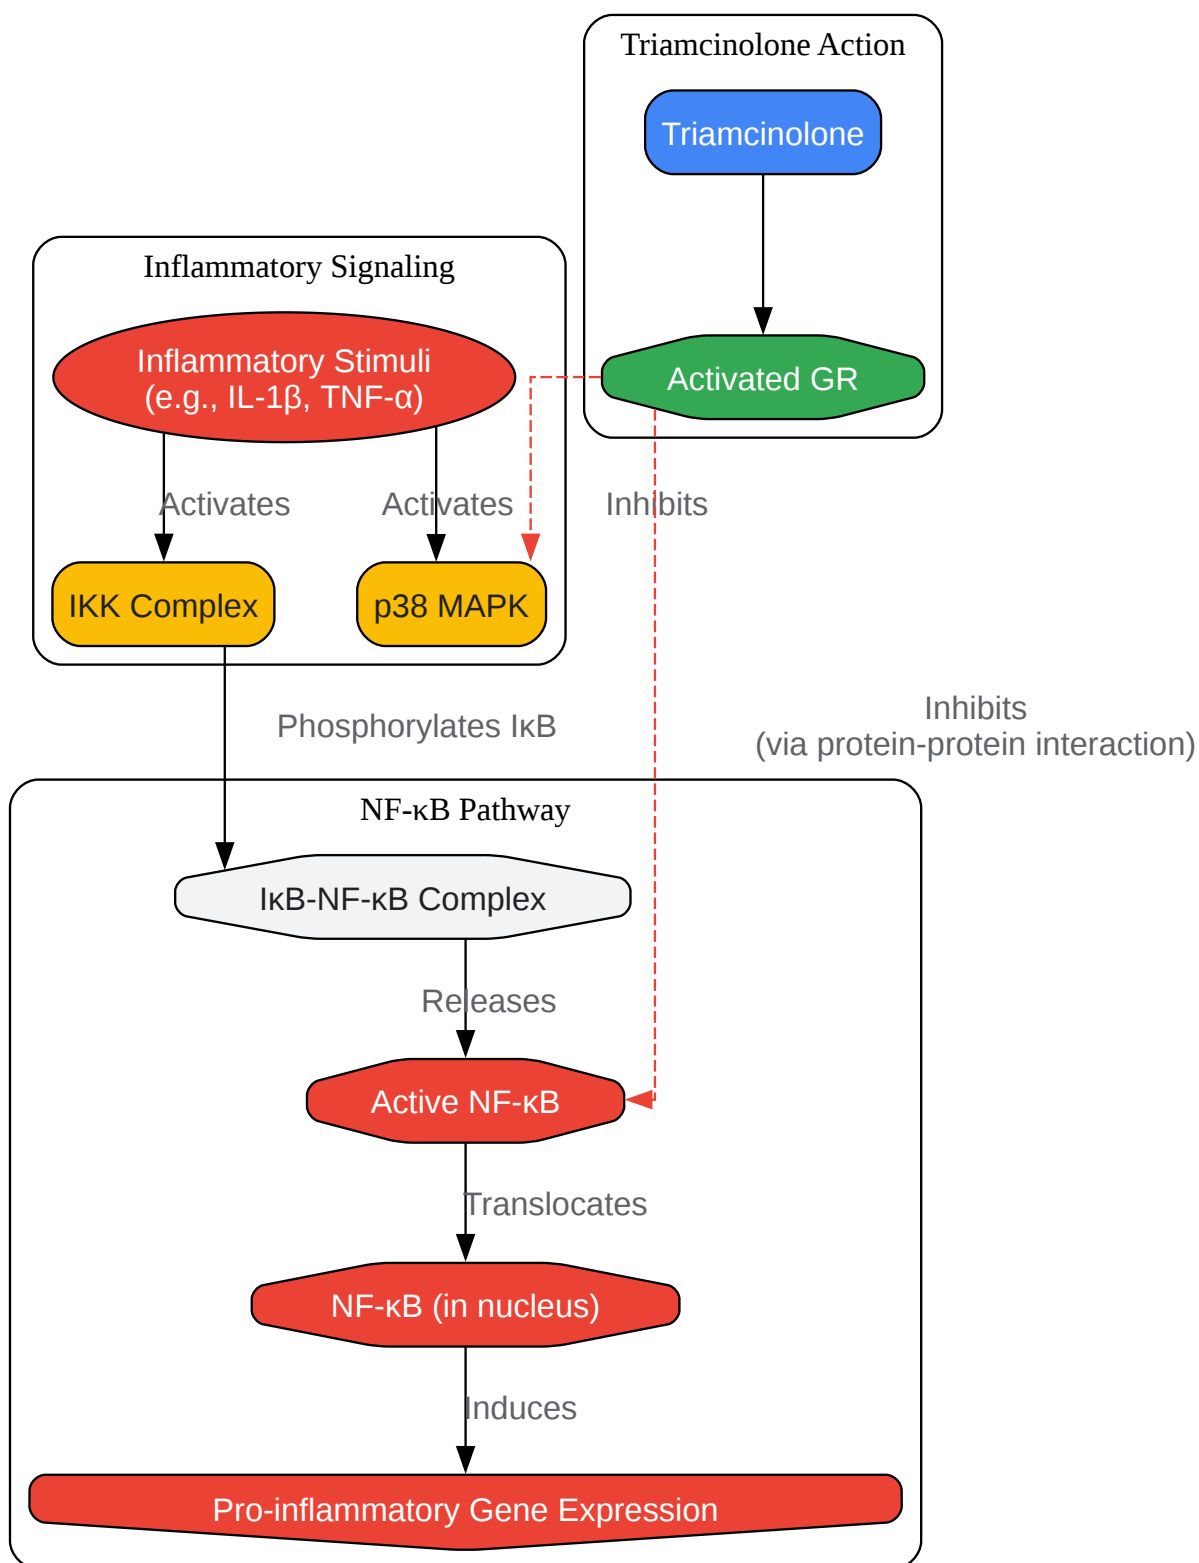 Triamcinolone Action
Triamcinolone
Inflammatory Signaling
Inflammatory Stimuli
(e.g., IL-1β, TNF-α)
Activated GR
Activates
Activates
Inhibits
IKK Complex
p38 MAPK
Phosphorylates IκB
Inhibits
(via protein-protein interaction)
NF-κB Pathway
IκB-NF-κB Complex
Releases
Active NF-κB
Translocates
NF-κB (in nucleus)
Induces
Pro-inflammatory Gene Expression